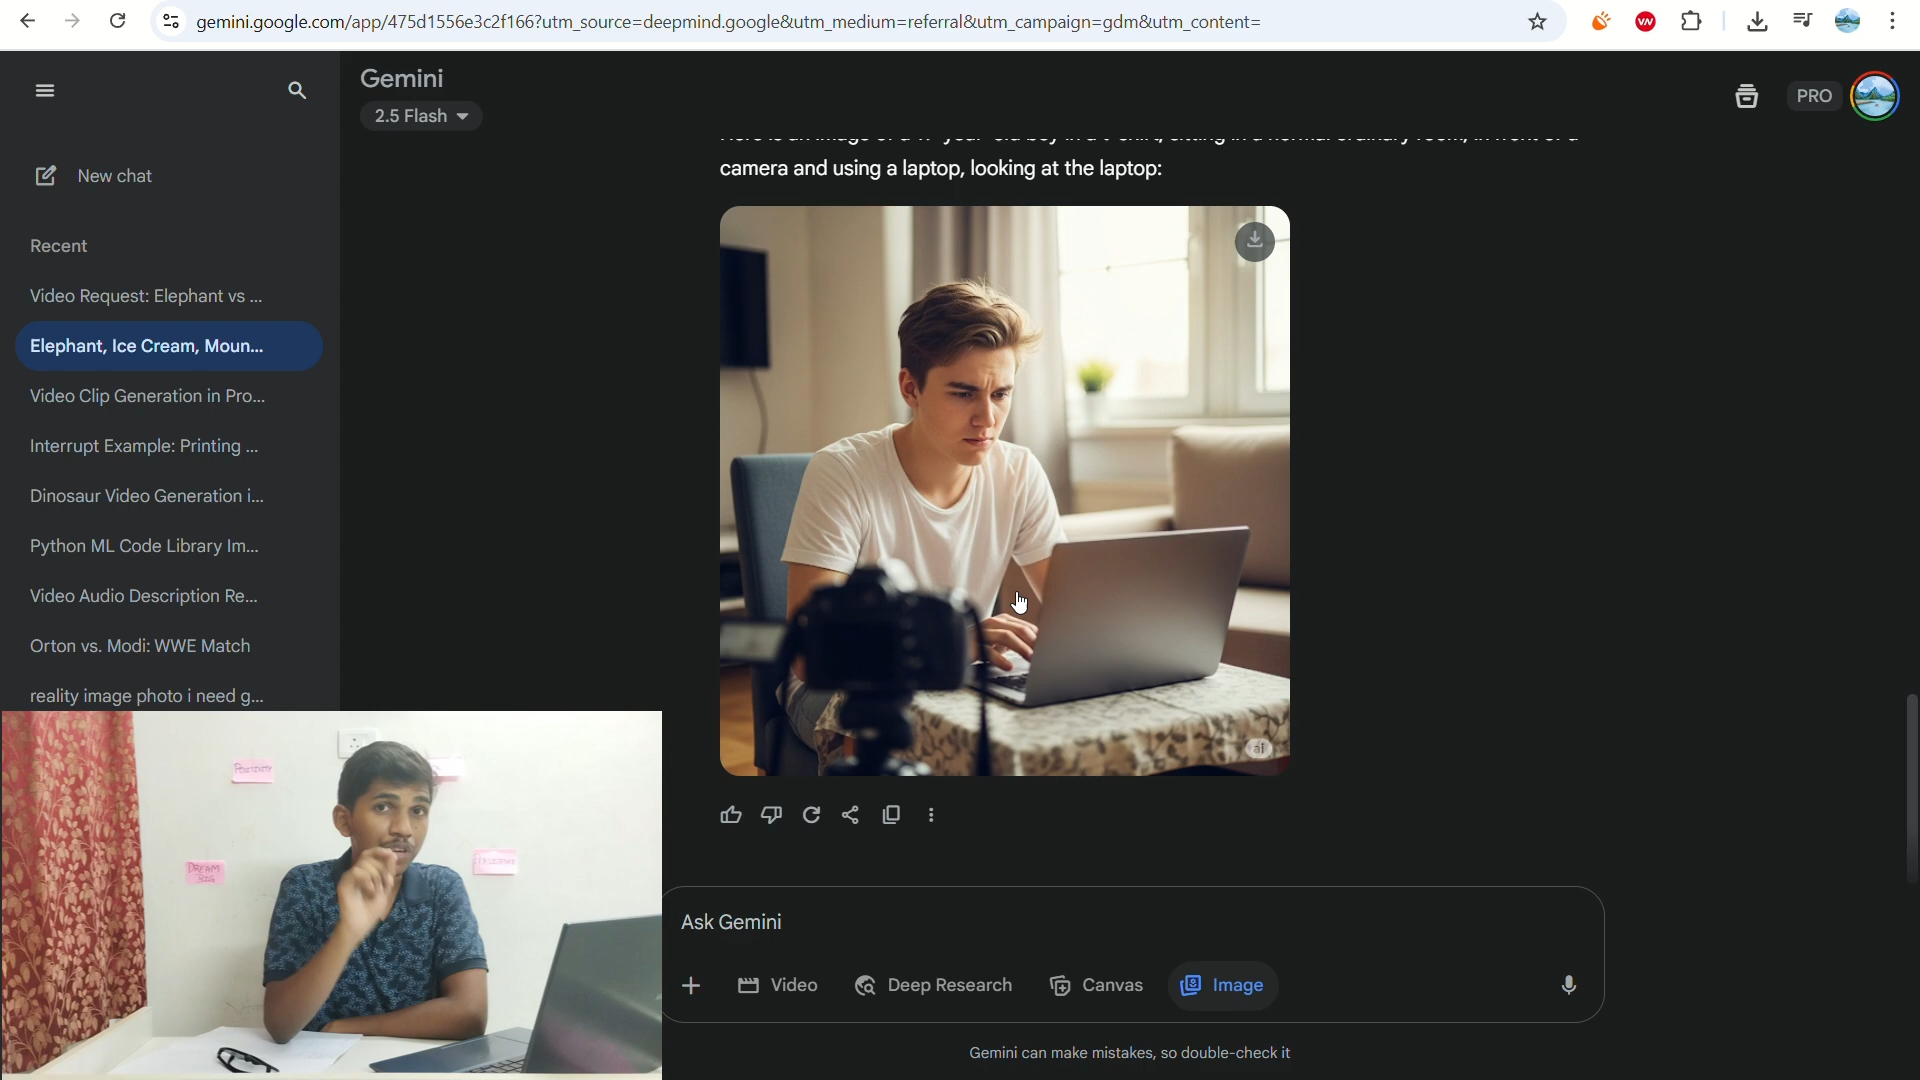 gemini.google.com/app/475d1556e3c2f166?utm_source=deepmind.google&utm_medium=referral&utm_campaign=gdm&utm_content=
Gemini
2.5 Flash
PRO
New chat
Recent
Video Request: Elephant vs ...
Elephant, Ice Cream, Moun...
Video Clip Generation in Pro...
Interrupt Example: Printing ...
Dinosaur Video Generation i...
Python ML Code Library Im...
Video Audio Description Re...
Orton vs. Modi: WWE Match
reality image photo i need g...
camera and using a laptop, looking at the laptop:
ai
DREAM
BIG
Ask Gemini
Video
Deep Research
Canvas
Image
Gemini can make mistakes, so double-check it